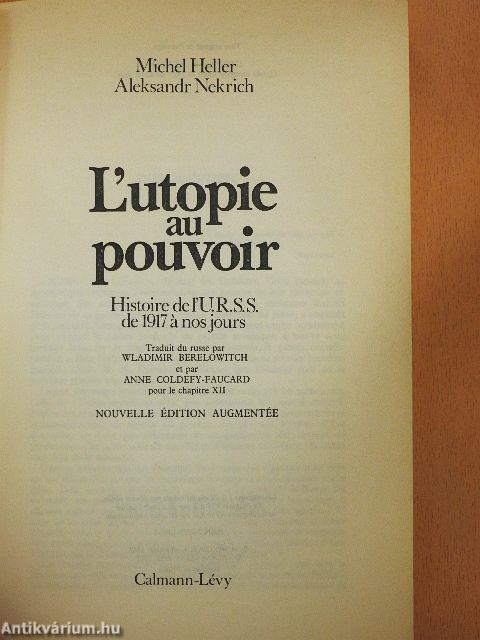 Michel Heller
Aleksandr Nekrich
L'utopie
au
pouvoir
Histoire de l'U.R.S.S.
de 1917 à nos jours
Traduit du russe par
WLADIMIR BERELOWITCH
et par
ANNE COLDEFY-FAUCARD
pour le chapitre XII
NOUVELLE ÉDITION AUGMENTÉE
Calmann-Lévy
Antikvárium.hu